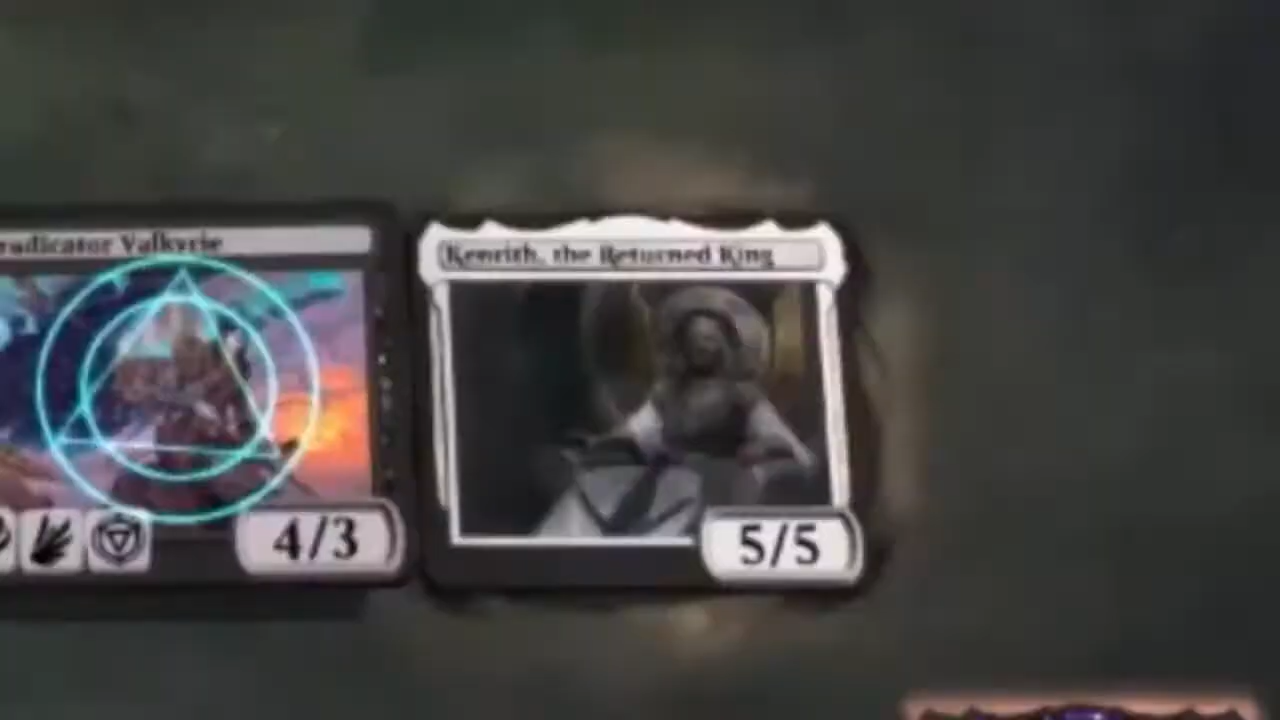 radicator Valkyrie
Kenrith, the Returned King
4/3
5/5